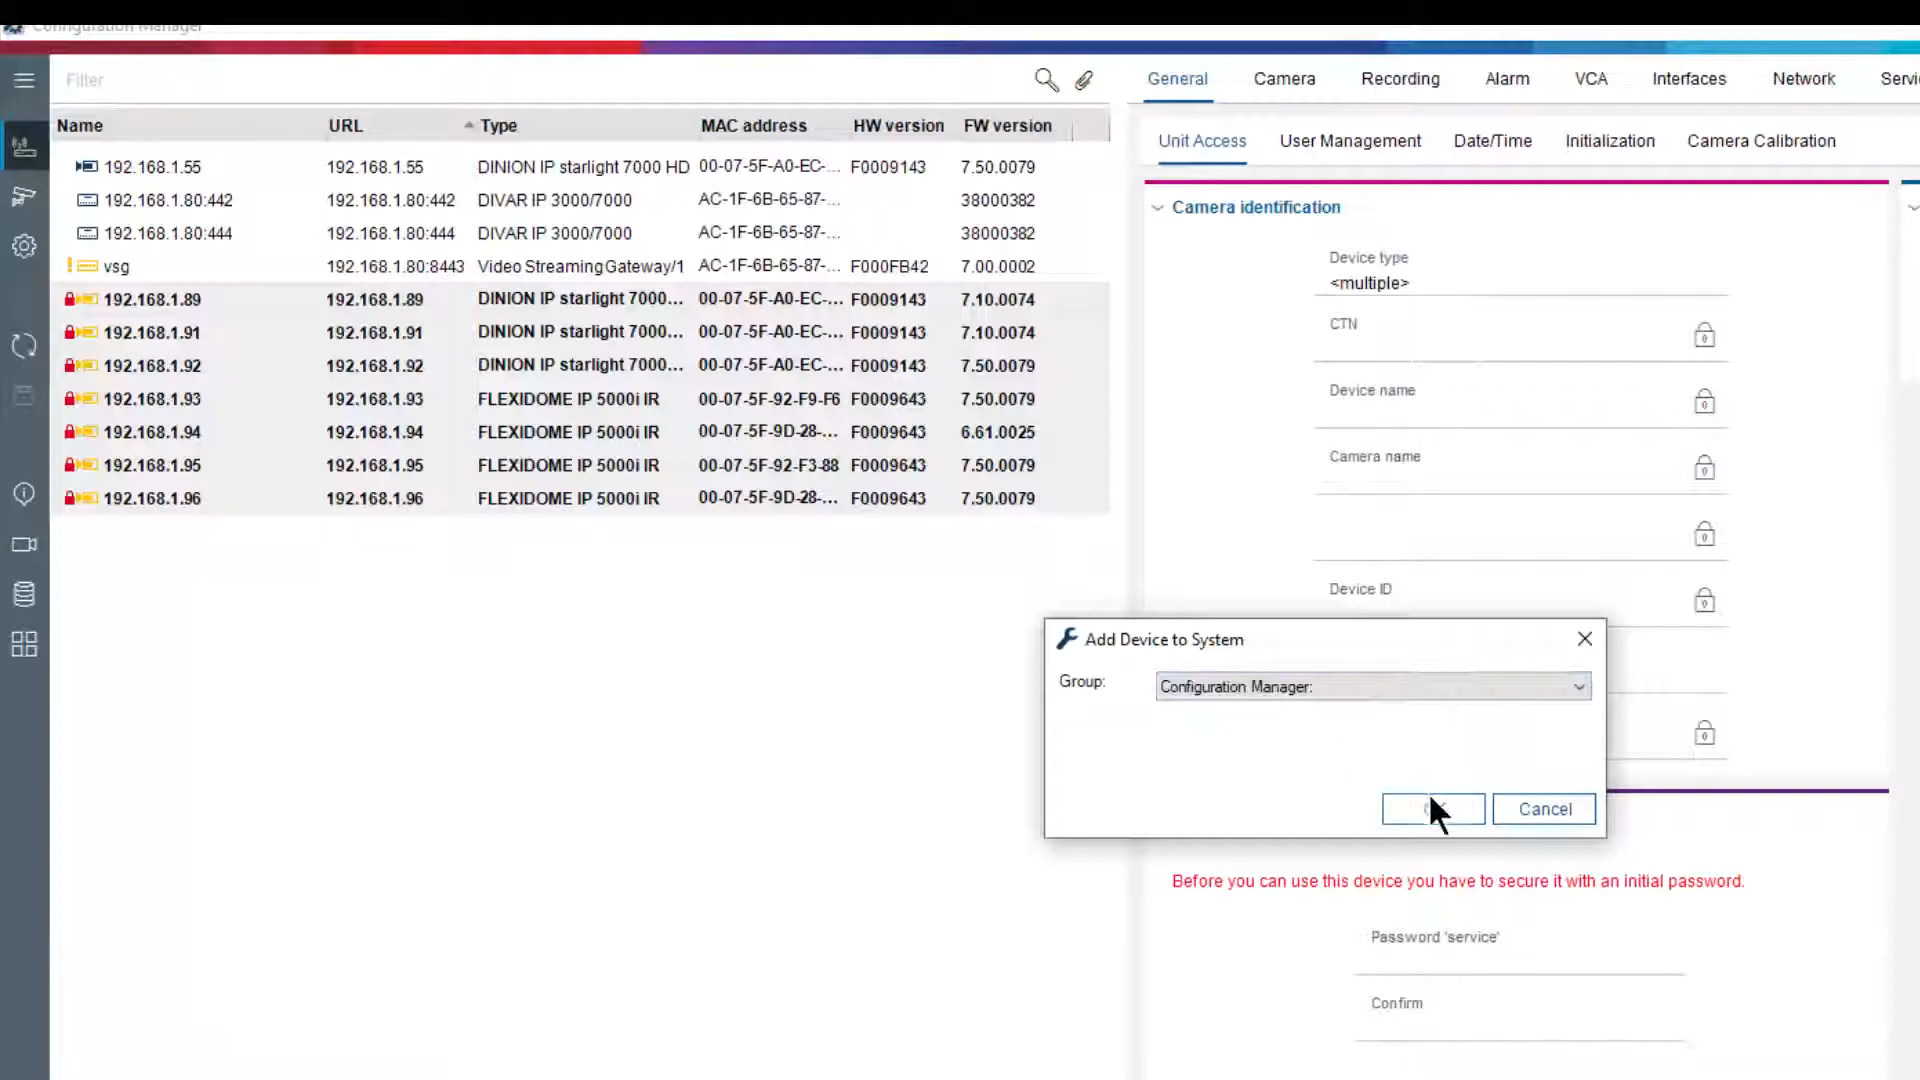 Configuration Manager
Filter
General Camera Recording Alarm VCA Interfaces Network
Name URL Type MAC address HW version FW version
Unit Access User Management Date/Time Initialization Camera Calibration
192.168.1.55 192.168.1.55 DINION IP starlight 7000 HD 00-07-5F-A0-EC-... F0009143 7.50.0079
192.168.1.80:442 192.168.1.80:442 DIVAR IP 3000/7000 AC-1F-6B-65-87-... 38000382
192.168.1.80:444 192.168.1.80:444 DIVAR IP 3000/7000 AC-1F-6B-65-87-... 38000382
vsg 192.168.1.80:8443 Video Streaming Gateway/1 AC-1F-6B-65-87-... F000FB42 7.00.0002
192.168.1.89 192.168.1.89 DINION IP starlight 7000... 00-07-5F-A0-EC-... F0009143 7.10.0074
192.168.1.91 192.168.1.91 DINION IP starlight 7000... 00-07-5F-A0-EC-... F0009143 7.10.0074
192.168.1.92 192.168.1.92 DINION IP starlight 7000... 00-07-5F-A0-EC-... F0009143 7.50.0079
192.168.1.93 192.168.1.93 FLEXIDOME IP 5000i IR 00-07-5F-92-F9-F6 F0009643 7.50.0079
192.168.1.94 192.168.1.94 FLEXIDOME IP 5000i IR 00-07-5F-9D-28-... F0009643 6.61.0025
192.168.1.95 192.168.1.95 FLEXIDOME IP 5000i IR 00-07-5F-92-F3-88 F0009643 7.50.0079
192.168.1.96 192.168.1.96 FLEXIDOME IP 5000i IR 00-07-5F-9D-28-... F0009643 7.50.0079
Camera identification
Device type
<multiple>
CTN
Device name
Camera name
Device ID
Add Device to System
Group: Configuration Manager:
Cancel
Before you can use this device you have to secure it with an initial password.
Password 'service'
Confirm